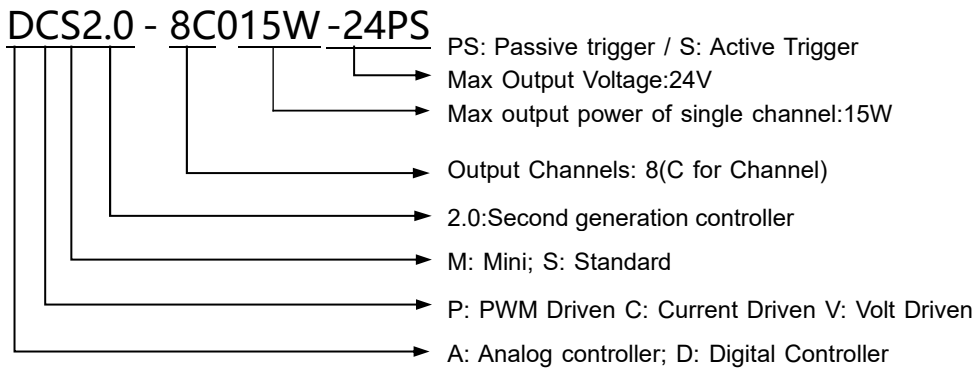 DCS2.0 - 8C015W -24PS
PS: Passive trigger / S: Active Trigger
Max Output Voltage:24V
Max output power of single channel:15W
Output Channels: 8(C for Channel)
2.0:Second generation controller
M: Mini; S: Standard
P: PWM Driven C: Current Driven V: Volt Driven
A: Analog controller; D: Digital Controller